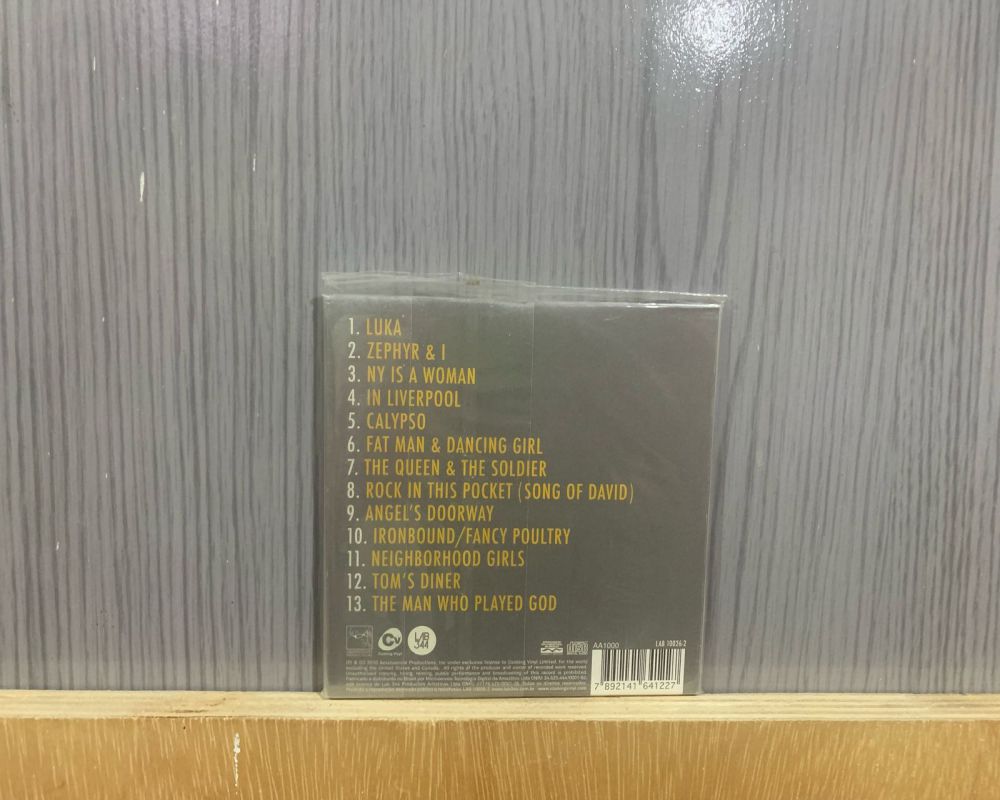 1. LUKA
2. ZEPHYR & I
3. NY IS A WOMAN
4. IN LIVERPOOL
5. CALYPSO
6. FAT MAN & DANCING GIRL
7. THE QUEEN & THE SOLDIER
8. ROCK IN THIS POCKET (SONG OF DAVID)
9. ANGEL'S DOORWAY
10. IRONBOUND/FANCY POULTRY
11. NEIGHBORHOOD GIRLS
12. TOM'S DINER
13. THE MAN WHO PLAYED GOD
Cooking Vinyl
LAB 344
AA1000
LAB 10026-2
7 892141 641227